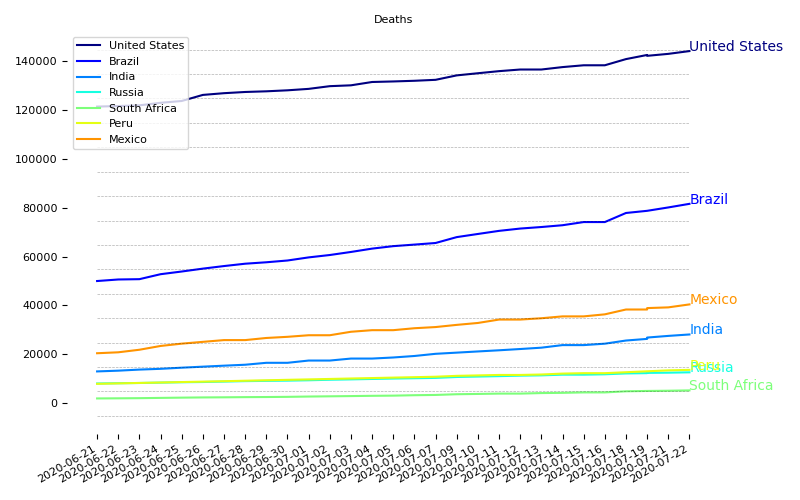 Deaths
United States
Brazil
India
Russia
South Africa
Peru
Mexico
140000
120000
100000
80000
60000
40000
20000
0
United States
Brazil
Mexico
India
Peru
Russia
South Africa
2020-06-21
2020-06-22
2020-06-23
2020-06-24
2020-06-25
2020-06-26
2020-06-27
2020-06-28
2020-06-29
2020-06-30
2020-07-01
2020-07-02
2020-07-03
2020-07-04
2020-07-05
2020-07-06
2020-07-07
2020-07-09
2020-07-10
2020-07-11
2020-07-12
2020-07-13
2020-07-14
2020-07-15
2020-07-16
2020-07-18
2020-07-19
2020-07-21
2020-07-22